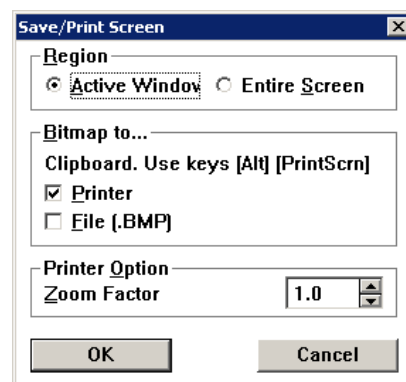 Save/Print Screen
Region
Active Window Entire Screen
Bitmap to...
Clipboard. Use keys [Alt] [PrintScrn]
Printer
File (.BMP)
Printer Option
Zoom Factor 1.0
OK Cancel